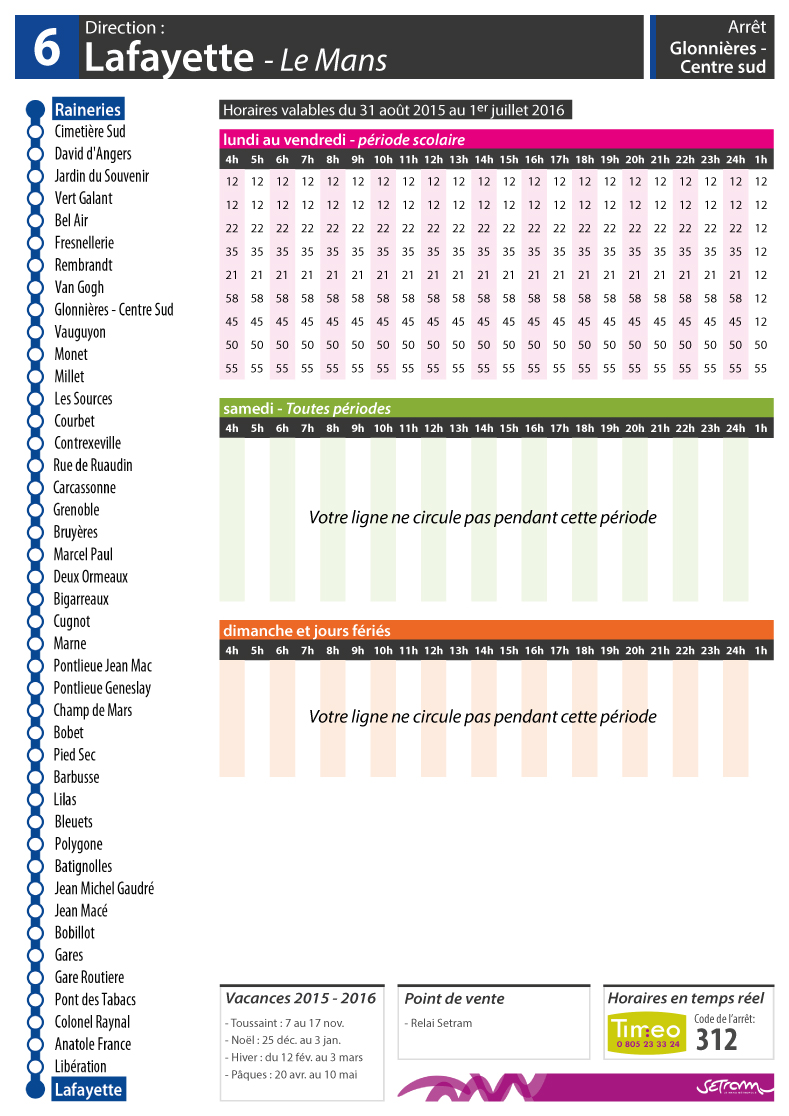 6
Direction :
Lafayette - Le Mans
Arrêt
Glonnières -
Centre sud
Raineries
Cimetière Sud
David d'Angers
Jardin du Souvenir
Vert Galant
Bel Air
Fresnellerie
Rembrandt
Van Gogh
Glonnières - Centre Sud
Vauguyon
Monet
Millet
Les Sources
Courbet
Contrexeville
Rue de Ruaudin
Carcassonne
Grenoble
Bruyères
Marcel Paul
Deux Ormeaux
Bigarreaux
Cugnot
Marne
Pontlieue Jean Mac
Pontlieue Geneslay
Champ de Mars
Bobet
Pied Sec
Barbusse
Lilas
Bleuets
Polygone
Batignolles
Jean Michel Gaudré
Jean Macé
Bobillot
Gares
Gare Routiere
Pont des Tabacs
Colonel Raynal
Anatole France
Libération
Lafayette
Horaires valables du 31 août 2015 au 1er juillet 2016
lundi au vendredi - période scolaire
4h 5h 6h 7h 8h 9h 10h 11h 12h 13h 14h 15h 16h 17h 18h 19h 20h 21h 22h 23h 24h 1h
12 12 12 12 12 12 12 12 12 12 12 12 12 12 12 12 12 12 12 12 12 12
12 12 12 12 12 12 12 12 12 12 12 12 12 12 12 12 12 12 12 12 12 12
22 22 22 22 22 22 22 22 22 22 22 22 22 22 22 22 22 22 22 22 22 12
35 35 35 35 35 35 35 35 35 35 35 35 35 35 35 35 35 35 35 35 35 12
21 21 21 21 21 21 21 21 21 21 21 21 21 21 21 21 21 21 21 21 21 12
58 58 58 58 58 58 58 58 58 58 58 58 58 58 58 58 58 58 58 58 58 12
45 45 45 45 45 45 45 45 45 45 45 45 45 45 45 45 45 45 45 45 45 12
50 50 50 50 50 50 50 50 50 50 50 50 50 50 50 50 50 50 50 50 50 50
55 55 55 55 55 55 55 55 55 55 55 55 55 55 55 55 55 55 55 55 55 55
samedi - Toutes périodes
4h 5h 6h 7h 8h 9h 10h 11h 12h 13h 14h 15h 16h 17h 18h 19h 20h 21h 22h 23h 24h 1h
Votre ligne ne circule pas pendant cette période
dimanche et jours fériés
4h 5h 6h 7h 8h 9h 10h 11h 12h 13h 14h 15h 16h 17h 18h 19h 20h 21h 22h 23h 24h 1h
Votre ligne ne circule pas pendant cette période
Vacances 2015 - 2016
- Toussaint : 7 au 17 nov.
- Noël : 25 déc. au 3 jan.
- Hiver : du 12 fév. au 3 mars
- Pâques : 20 avr. au 10 mai
Point de vente
- Relai Setram
Horaires en temps réel
Timeo
0 805 23 33 24
Code de l'arrêt:
312
SETRAM